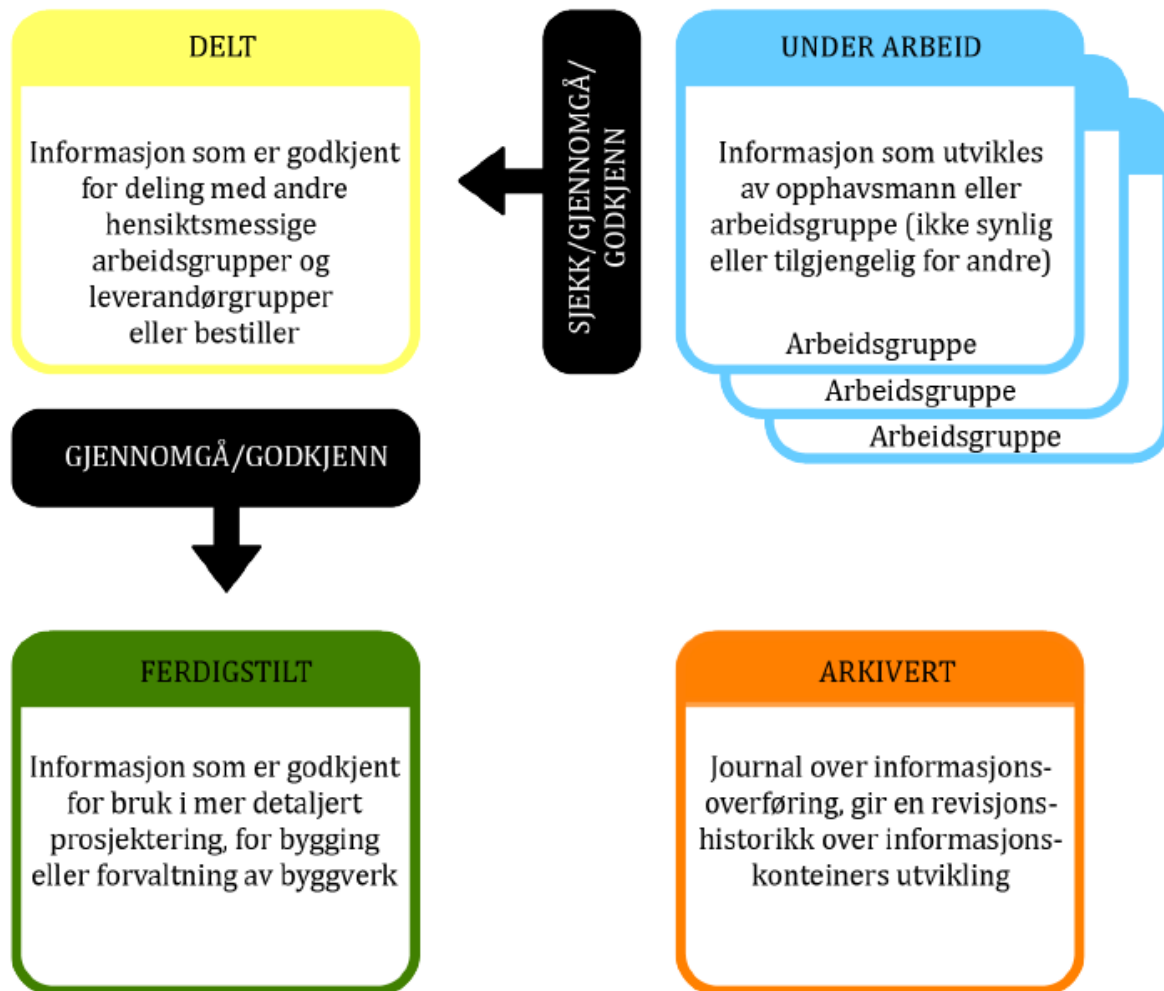 DELT
Informasjon som er godkjent
for deling med andre
hensiktsmessige
arbeidsgrupper og
leverandørgrupper
eller bestiller
SJEKK/GJENNOMGÅ/
GODKJENN
UNDER ARBEID
Informasjon som utvikles
av opphavsmann eller
arbeidsgruppe (ikke synlig
eller tilgjengelig for andre)
Arbeidsgruppe
Arbeidsgruppe
Arbeidsgruppe
GJENNOMGÅ/GODKJENN
FERDIGSTILT
Informasjon som er godkjent
for bruk i mer detaljert
prosjektering, for bygging
eller forvaltning av byggverk
ARKIVERT
Journal over informasjons-
overføring, gir en revisjons-
historikk over informasjons-
konteiners utvikling